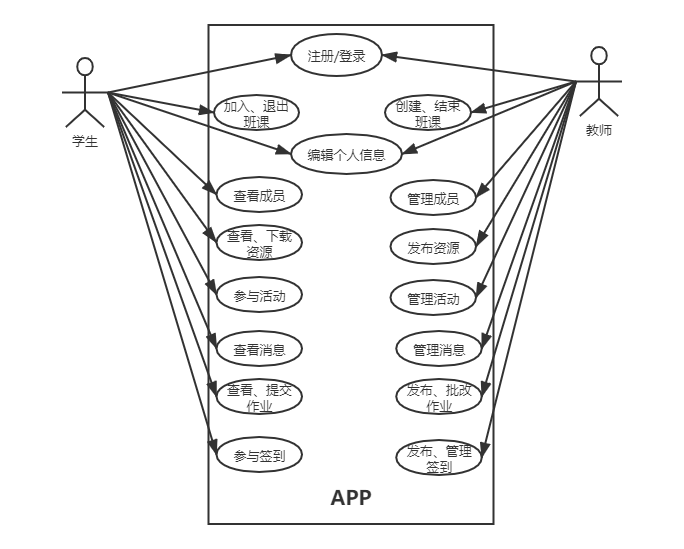 注册/登录
加入、退出
班课
创建、结束
班课
学生
教师
编辑个人信息
查看成员
管理成员
查看、下载
资源
发布资源
参与活动
管理活动
查看消息
管理消息
查看、提交
作业
发布、批改
作业
参与签到
发布、管理
签到
APP